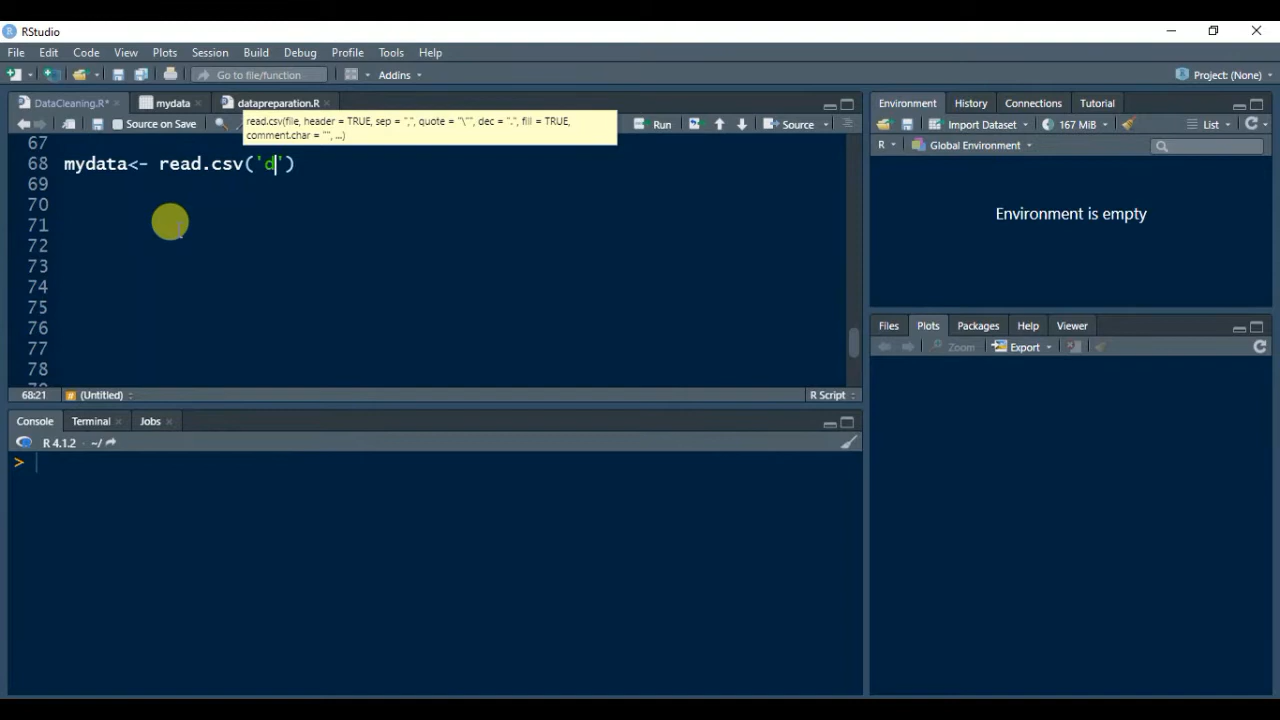 RStudio
File Edit Code View Plots Session Build Debug Profile Tools Help
Go to file/function Addins Project: (None)
DataCleaning.R* mydata datapreparation.R
Source on Save Run Source
read.csv(file, header = TRUE, sep = ",", quote = "\"", dec = ".", fill = TRUE,
comment.char = "", ...)
67
68 mydata<- read.csv('d')
69
70
71
72
73
74
75
76
77
78
68:21 # (Untitled) R Script
Console Terminal Jobs
R 4.1.2 · ~/
>
Environment History Connections Tutorial
Import Dataset 167 MiB List
R Global Environment
Environment is empty
Files Plots Packages Help Viewer
Zoom Export